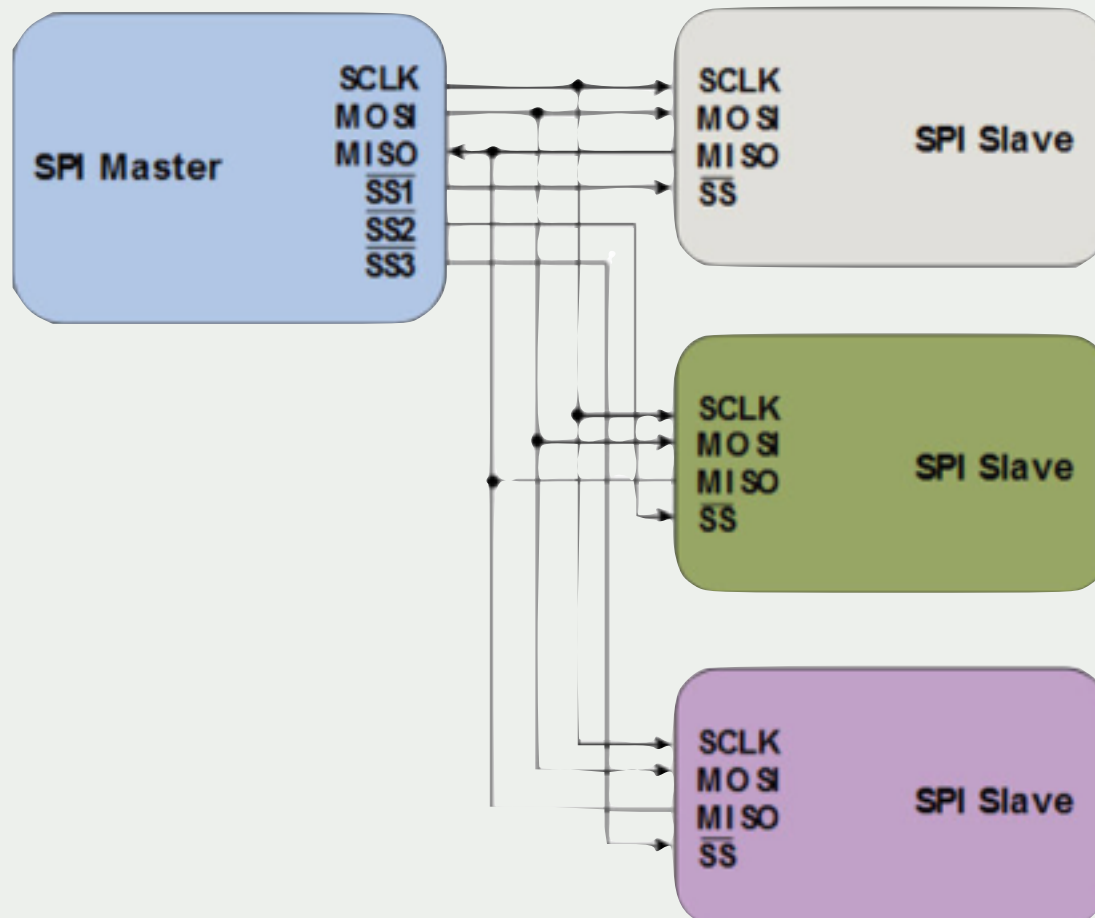 SPI Master
SCLK
MOSI
MISO
SS1
SS2
SS3
SCLK
MOSI
MISO
SS
SPI Slave
SCLK
MOSI
MISO
SS
SPI Slave
SCLK
MOSI
MISO
SS
SPI Slave